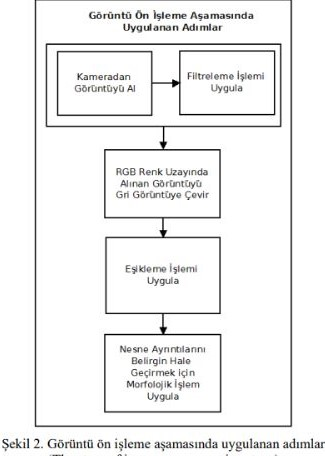 Görüntü Ön İşleme Aşamasında
Uygulanan Adımlar
Kameradan
Görüntüyü Al
Filtreleme İşlemi
Uygula
RGB Renk Uzayında
Alınan Görüntüyü
Gri Görüntüye Çevir
Eşikleme İşlemi
Uygula
Nesne Ayrıntılarını
Belirgin Hale
Geçirmek için
Morfolojik İşlem
Uygula
Şekil 2. Görüntü ön işleme aşamasında uygulanan adımlar